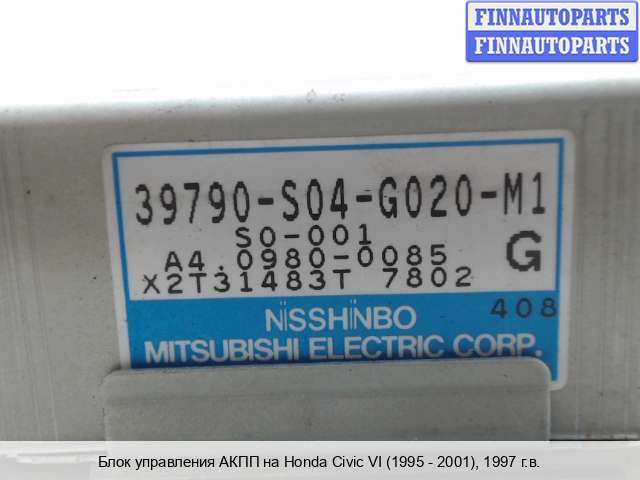 FINNAUTOPARTS
FINNAUTOPARTS
39790-S04-G020-M1
S0-001
A4.0980-0085 G
X2T31483T 7802
408
NISSHINBO
MITSUBISHI ELECTRIC CORP.
Блок управления АКПП на Honda Civic VI (1995 - 2001), 1997 г.в.